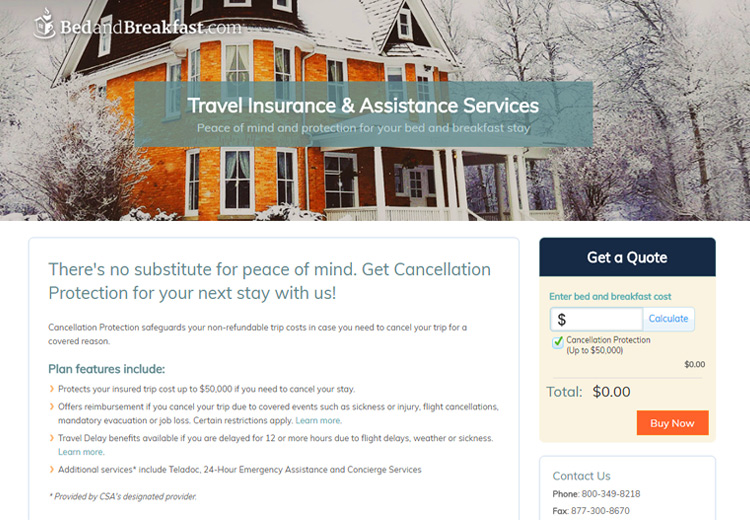 BedandBreakfast.com
Travel Insurance & Assistance Services
Peace of mind and protection for your bed and breakfast stay
There's no substitute for peace of mind. Get Cancellation
Protection for your next stay with us!
Cancellation Protection safeguards your non-refundable trip costs in case you need to cancel your trip for a
covered reason.
Plan features include:
Protects your insured trip cost up to $50,000 if you need to cancel your stay.
Offers reimbursement if you cancel your trip due to covered events such as sickness or injury, flight cancellations,
mandatory evacuation or job loss. Certain restrictions apply. Learn more.
Travel Delay benefits available if you are delayed for 12 or more hours due to flight delays, weather or sickness.
Learn more.
Additional services* include Teladoc, 24-Hour Emergency Assistance and Concierge Services
* Provided by CSA's designated provider.
Get a Quote
Enter bed and breakfast cost
$ Calculate
Cancellation Protection
(Up to $50,000)
$0.00
Total: $0.00
Buy Now
Contact Us
Phone: 800-349-8218
Fax: 877-300-8670